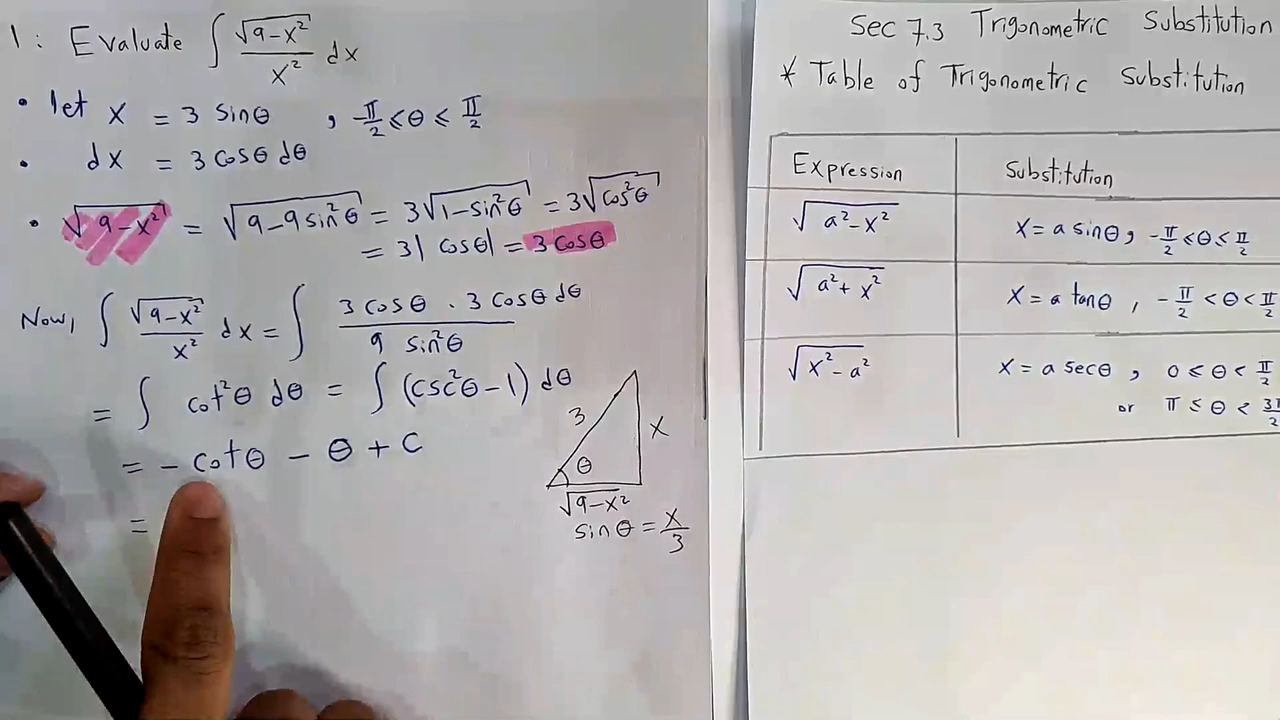 1: Evaluate ∫ √(9-x²)/x² dx
• let x = 3 sinθ , -π/2 ≤ θ ≤ π/2
• dx = 3 cosθ dθ
• √(9-x²) = √(9-9sin²θ) = 3√(1-sin²θ) = 3√(cos²θ)
= 3| cosθ| = 3 cosθ
Now, ∫ √(9-x²)/x² dx = ∫ (3 cosθ . 3 cosθ dθ)/(9 sin²θ)
= ∫ cot²θ dθ = ∫ (csc²θ-1) dθ
= - cotθ - θ + C
=
3
x
θ
√(9-x²)
sinθ = x/3
Sec 7.3 Trigonometric Substitution
* Table of Trigonometric Substitution
Expression Substitution
√(a²-x²) x = a sinθ, -π/2 ≤ θ ≤ π/2
√(a²+x²) x = a tanθ , -π/2 < θ < π/2
√(x²-a²) x = a secθ , 0 ≤ θ < π/2
or π ≤ θ < 3π/2